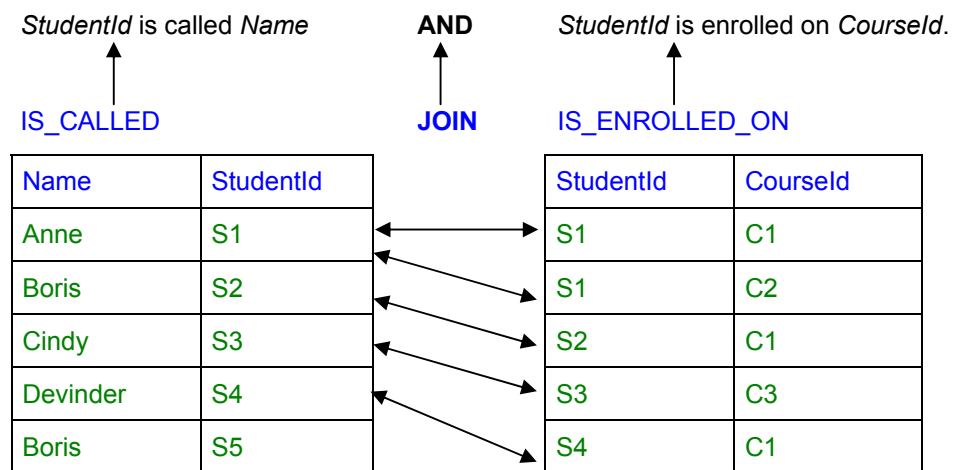 StudentId is called Name AND StudentId is enrolled on CourseId.
IS_CALLED JOIN IS_ENROLLED_ON
Name StudentId StudentId CourseId
Anne S1 S1 C1
Boris S2 S1 C2
Cindy S3 S2 C1
Devinder S4 S3 C3
Boris S5 S4 C1